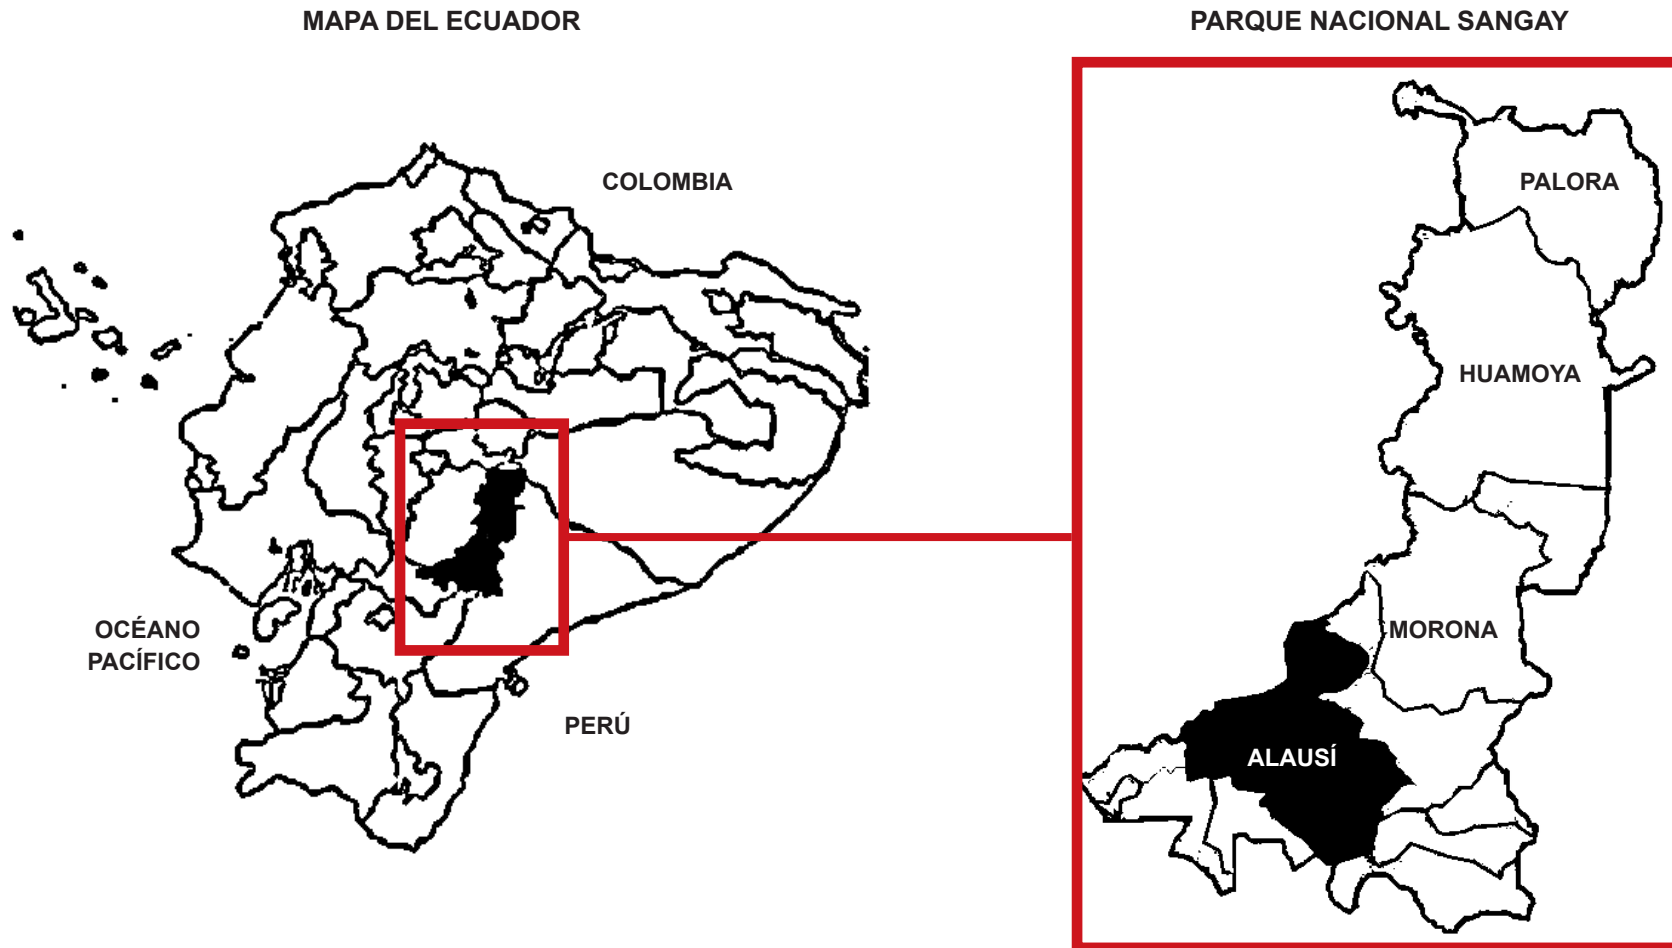 MAPA DEL ECUADOR
PARQUE NACIONAL SANGAY
COLOMBIA
OCÉANO
PACÍFICO
PERÚ
PALORA
HUAMOYA
MORONA
ALAUSÍ